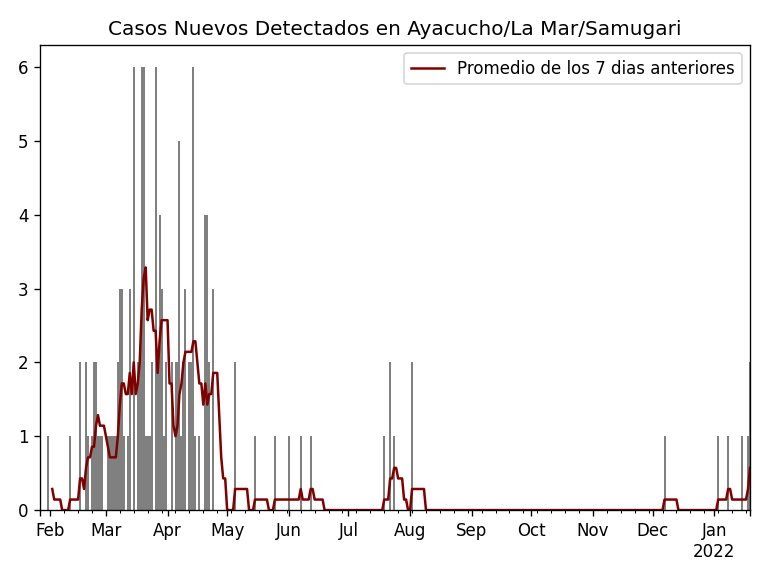 Casos Nuevos Detectados en Ayacucho/La Mar/Samugari
Promedio de los 7 dias anteriores
6
5
4
3
2
1
0
Feb Mar Apr May Jun Jul Aug Sep Oct Nov Dec Jan
2022